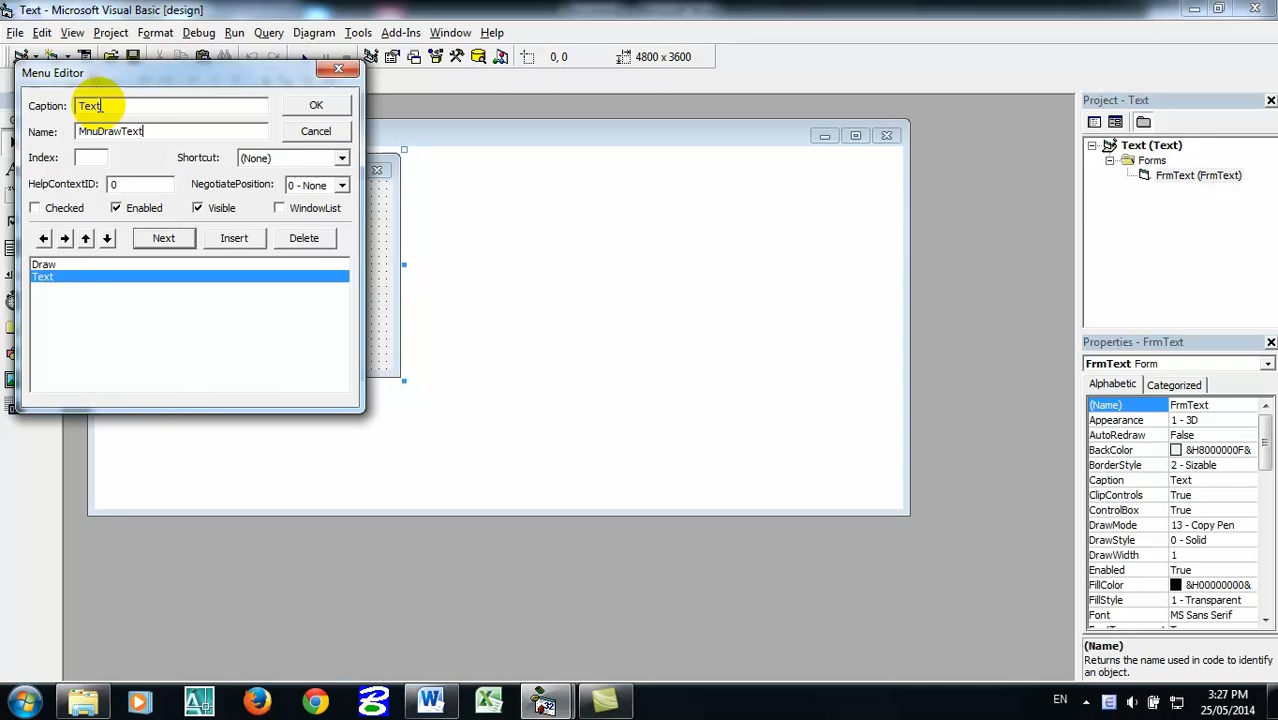 Text - Microsoft Visual Basic [design]
File Edit View Project Format Debug Run Query Diagram Tools Add-Ins Window Help
0, 0
4800 x 3600
Menu Editor
Caption: Text
OK
Name: MnuDrawText
Cancel
Index:
Shortcut: (None)
HelpContextID: 0
NegotiatePosition: 0 - None
Checked
Enabled
Visible
WindowList
Next
Insert
Delete
Draw
Text
Project - Text
Text (Text)
Forms
FrmText (FrmText)
Properties - FrmText
FrmText Form
Alphabetic Categorized
(Name) FrmText
Appearance 1 - 3D
AutoRedraw False
BackColor &H8000000F&
BorderStyle 2 - Sizable
Caption Text
ClipControls True
ControlBox True
DrawMode 13 - Copy Pen
DrawStyle 0 - Solid
DrawWidth 1
Enabled True
FillColor &H00000000&
FillStyle 1 - Transparent
Font MS Sans Serif
(Name)
Returns the name used in code to identify
an object.
EN
3:27 PM
25/05/2014